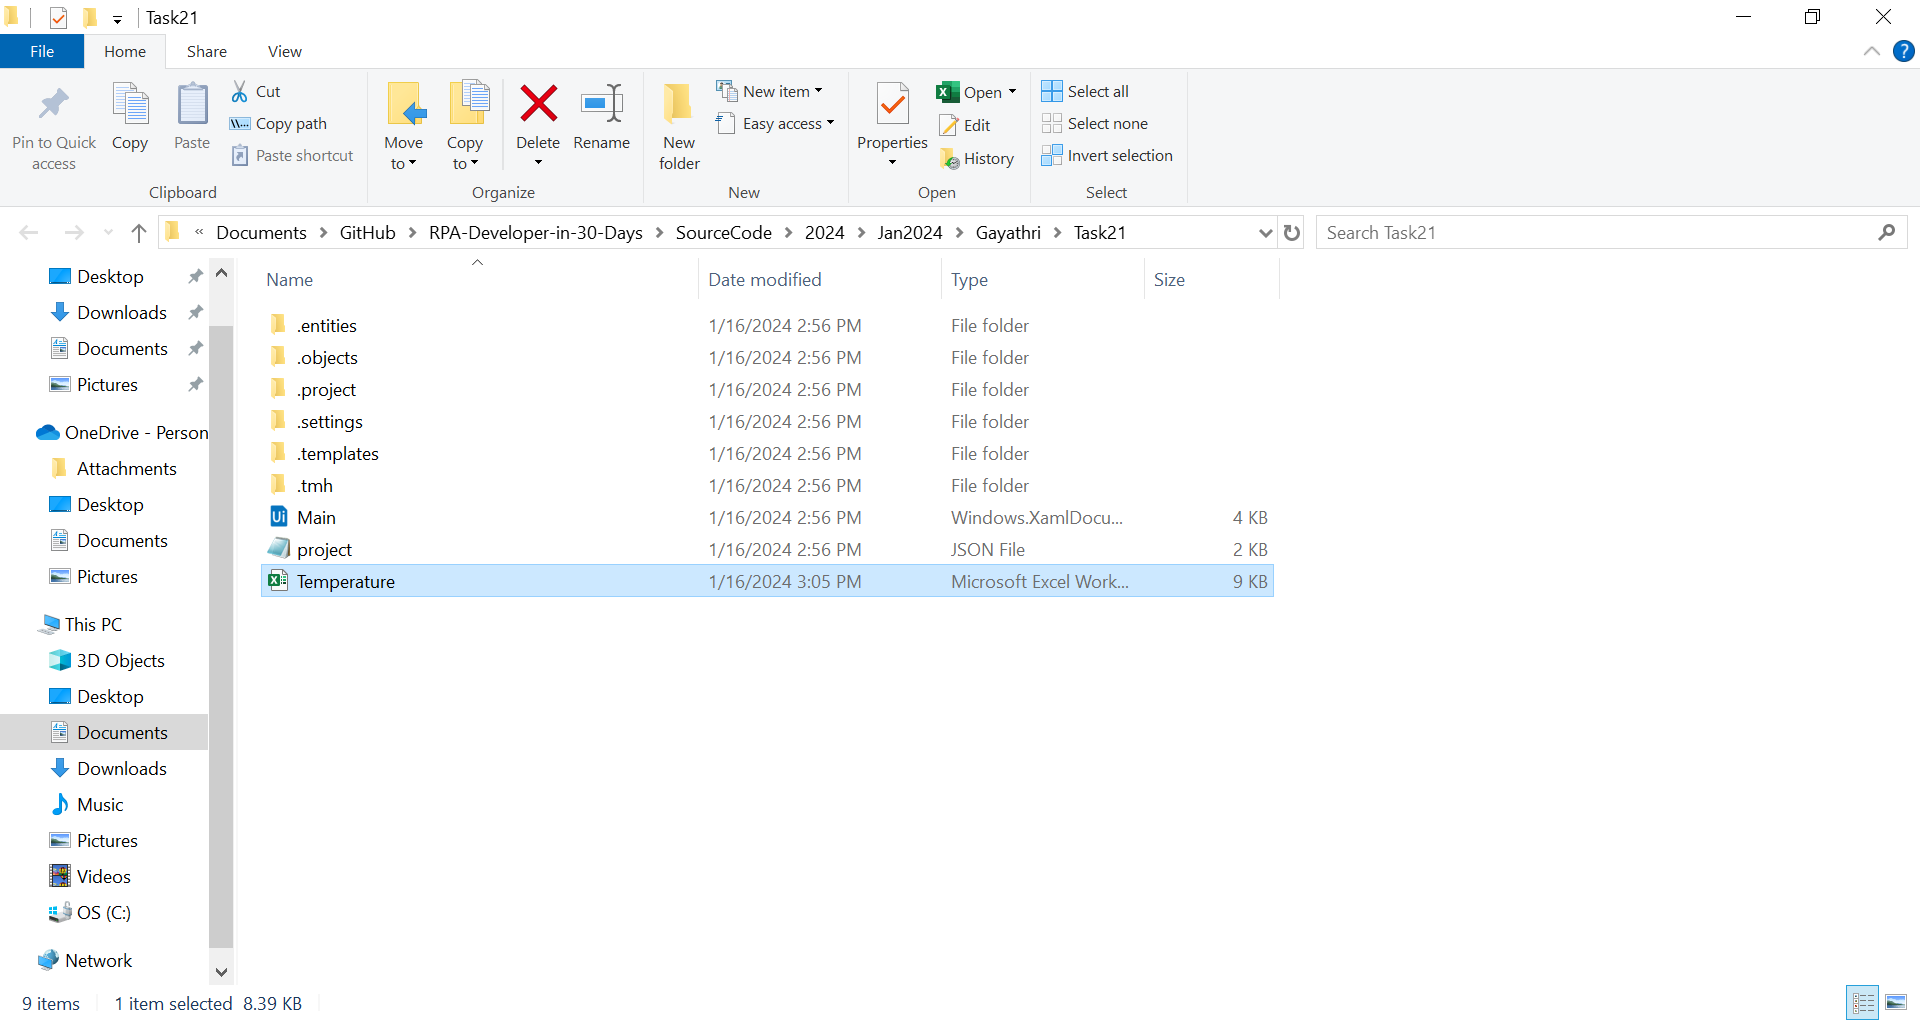 Task21
File Home Share View
Pin to Quick access
Copy
Paste
Cut
Copy path
Paste shortcut
Clipboard
Move to
Copy to
Delete
Rename
Organize
New folder
New item
Easy access
New
Properties
Open
Edit
History
Open
Select all
Select none
Invert selection
Select
« Documents > GitHub > RPA-Developer-in-30-Days > SourceCode > 2024 > Jan2024 > Gayathri > Task21
Search Task21
Desktop
Downloads
Documents
Pictures
OneDrive - Person
Attachments
Desktop
Documents
Pictures
This PC
3D Objects
Desktop
Documents
Downloads
Music
Pictures
Videos
OS (C:)
Network
Name Date modified Type Size
.entities 1/16/2024 2:56 PM File folder
.objects 1/16/2024 2:56 PM File folder
.project 1/16/2024 2:56 PM File folder
.settings 1/16/2024 2:56 PM File folder
.templates 1/16/2024 2:56 PM File folder
.tmh 1/16/2024 2:56 PM File folder
Ui Main 1/16/2024 2:56 PM Windows.XamlDocu... 4 KB
project 1/16/2024 2:56 PM JSON File 2 KB
Temperature 1/16/2024 3:05 PM Microsoft Excel Work... 9 KB
9 items 1 item selected 8.39 KB